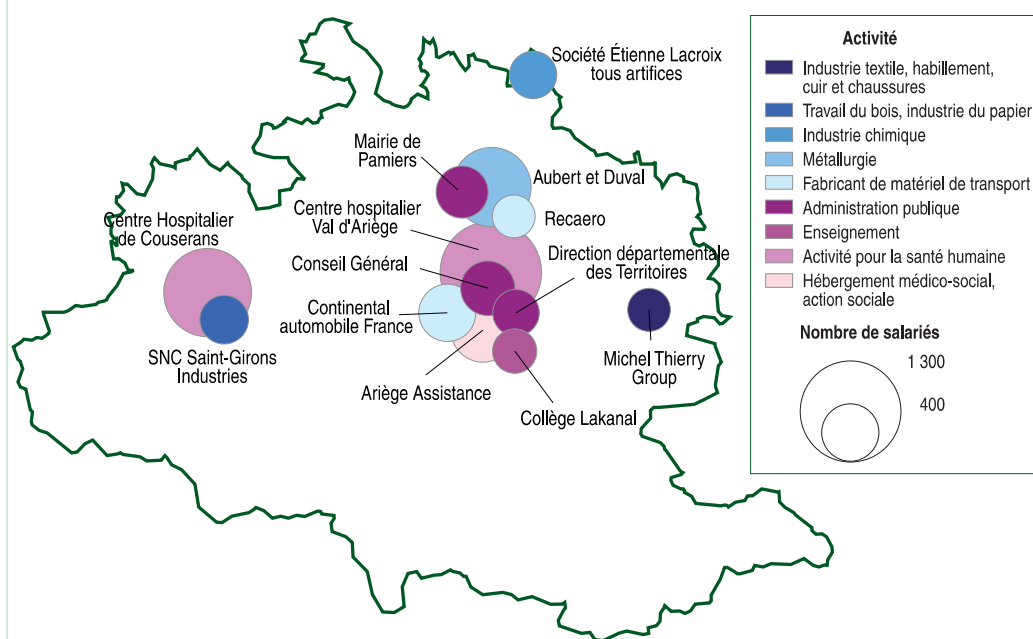 Société Étienne Lacroix
tous artifices
Mairie de
Pamiers
Aubert et Duval
Centre hospitalier
Val d'Ariège
Recaero
Centre Hospitalier
de Couserans
Conseil Général
Direction départementale
des Territoires
Continental
automobile France
SNC Saint-Girons
Industries
Ariège Assistance
Michel Thierry
Group
Collège Lakanal
Activité
Industrie textile, habillement,
cuir et chaussures
Travail du bois, industrie du papier
Industrie chimique
Métallurgie
Fabricant de matériel de transport
Administration publique
Enseignement
Activité pour la santé humaine
Hébergement médico-social,
action sociale
Nombre de salariés
1 300
400